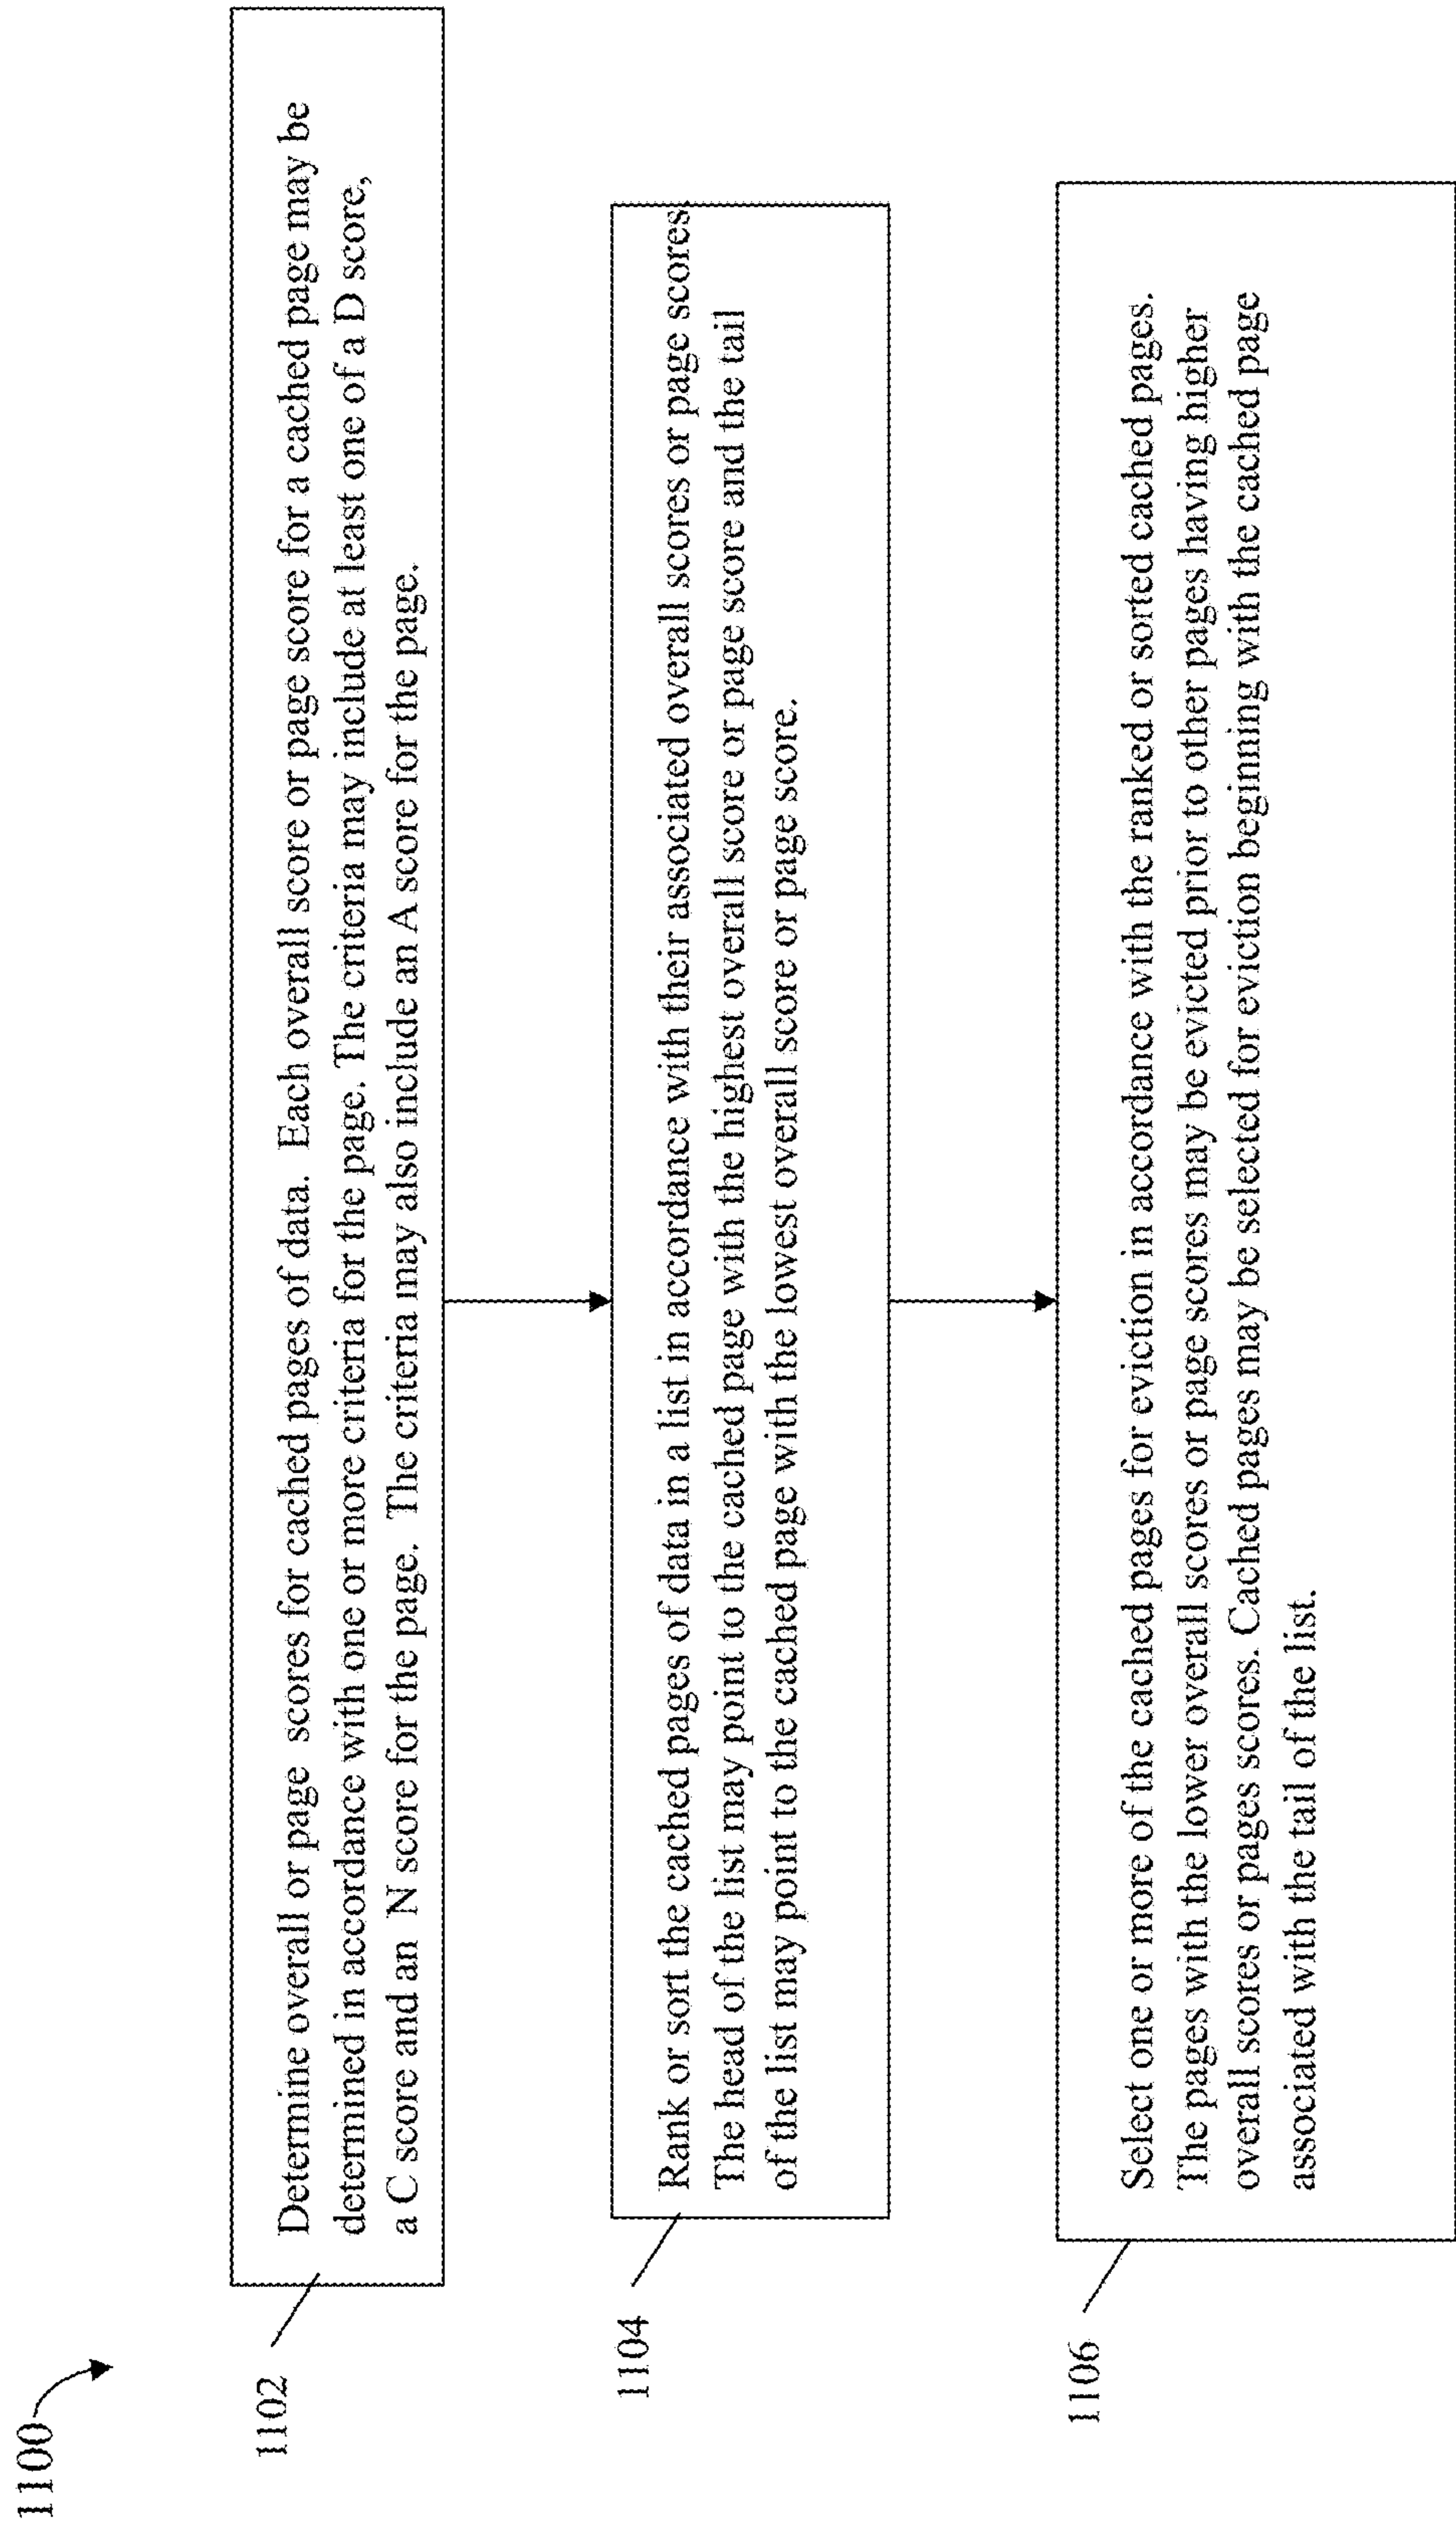 1100
1102
Determine overall or page scores for cached pages of data. Each overall score or page score for a cached page may be
determined in accordance with one or more criteria for the page. The criteria may include at least one of a D score,
a C score and an N score for the page. The criteria may also include an A score for the page.
1104
Rank or sort the cached pages of data in a list in accordance with their associated overall scores or page scores.
The head of the list may point to the cached page with the highest overall score or page score and the tail
of the list may point to the cached page with the lowest overall score or page score.
1106
Select one or more of the cached pages for eviction in accordance with the ranked or sorted cached pages.
The pages with the lower overall scores or page scores may be evicted prior to other pages having higher
overall scores or pages scores. Cached pages may be selected for eviction beginning with the cached page
associated with the tail of the list.